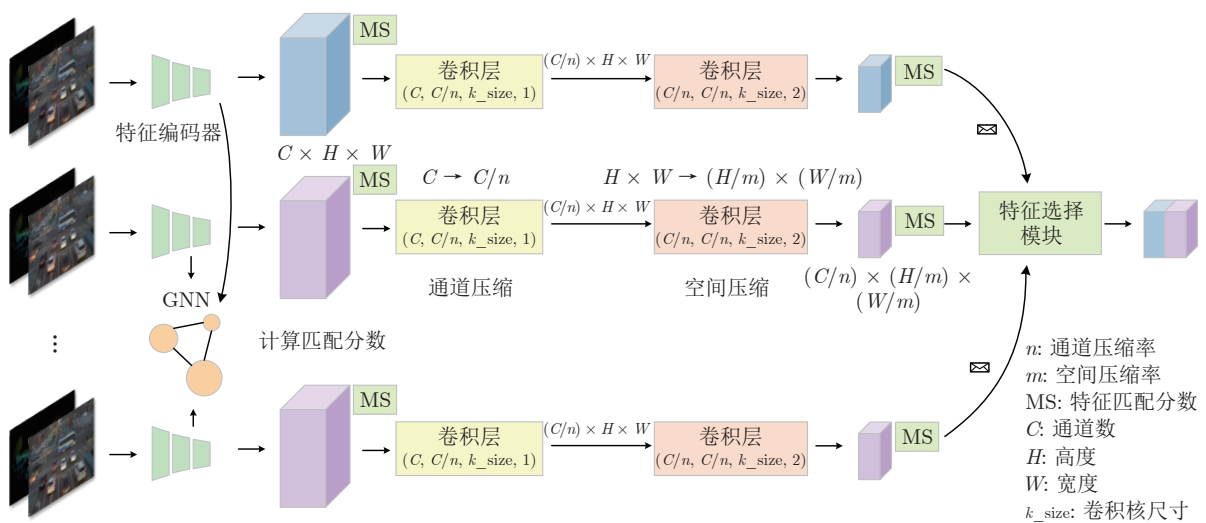 MS
卷积层
(C, C/n, k_size, 1)
(C/n) × H × W
卷积层
(C/n, C/n, k_size, 2)
MS
特征编码器
C × H × W
MS
C → C/n
H × W → (H/m) × (W/m)
卷积层
(C, C/n, k_size, 1)
(C/n) × H × W
卷积层
(C/n, C/n, k_size, 2)
MS
特征选择
模块
GNN
通道压缩
空间压缩
(C/n) × (H/m) ×
(W/m)
⋮
计算匹配分数
MS
卷积层
(C, C/n, k_size, 1)
(C/n) × H × W
卷积层
(C/n, C/n, k_size, 2)
MS
n: 通道压缩率
m: 空间压缩率
MS: 特征匹配分数
C: 通道数
H: 高度
W: 宽度
k_size: 卷积核尺寸